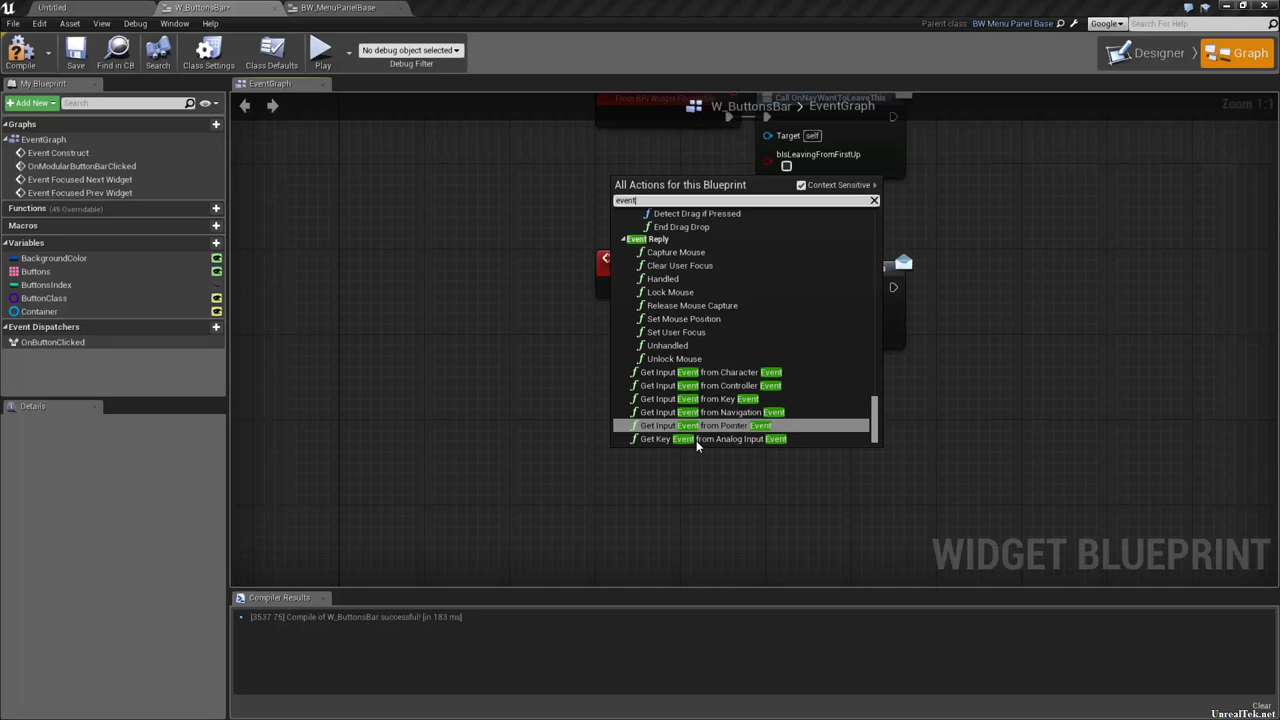 Untitled
W_ButtonsBar*
BW_MenuPanelBase
File Edit Asset View Debug Window Help
Parent class: BW Menu Panel Base
Google
Search For Help
Compile
Save
Find in CB
Search
Class Settings
Class Defaults
Play
No debug object selected
Debug Filter
Designer
Graph
My Blueprint
+Add New
Search
Graphs
EventGraph
Event Construct
OnModularButtonBarClicked
Event Focused Next Widget
Event Focused Prev Widget
Functions (45 Overridable)
Macros
Variables
BackgroundColor
Buttons
ButtonsIndex
ButtonClass
Container
Event Dispatchers
OnButtonClicked
Details
EventGraph
W_ButtonsBar > EventGraph
Zoom 1:1
Call OnNavWantToLeaveThis
Target self
bIsLeavingFromFirstUp
All Actions for this Blueprint
Context Sensitive
event
Detect Drag if Pressed
End Drag Drop
Event Reply
Capture Mouse
Clear User Focus
Handled
Lock Mouse
Release Mouse Capture
Set Mouse Position
Set User Focus
Unhandled
Unlock Mouse
Get Input Event from Character Event
Get Input Event from Controller Event
Get Input Event from Key Event
Get Input Event from Navigation Event
Get Input Event from Pointer Event
Get Key Event from Analog Input Event
WIDGET BLUEPRINT
Compiler Results
[3537.75] Compile of W_ButtonsBar successful! [in 183 ms]
Clear
UnrealTek.net